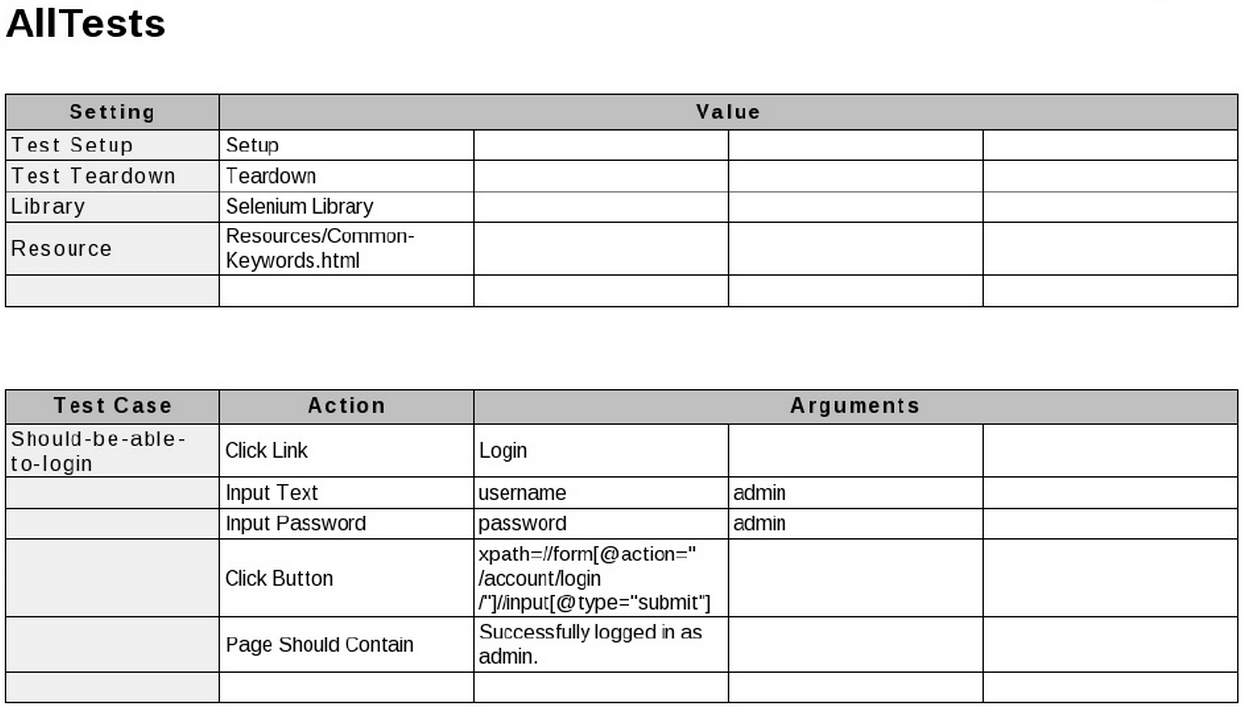 AllTests
Setting Value
Test Setup Setup
Test Teardown Teardown
Library Selenium Library
Resource Resources/Common-
Keywords.html
Test Case Action Arguments
Should-be-able-
to-login Click Link Login
Input Text username admin
Input Password password admin
Click Button xpath=//form[@action="
/account/login
/"]//input[@type="submit"]
Page Should Contain Successfully logged in as
admin.